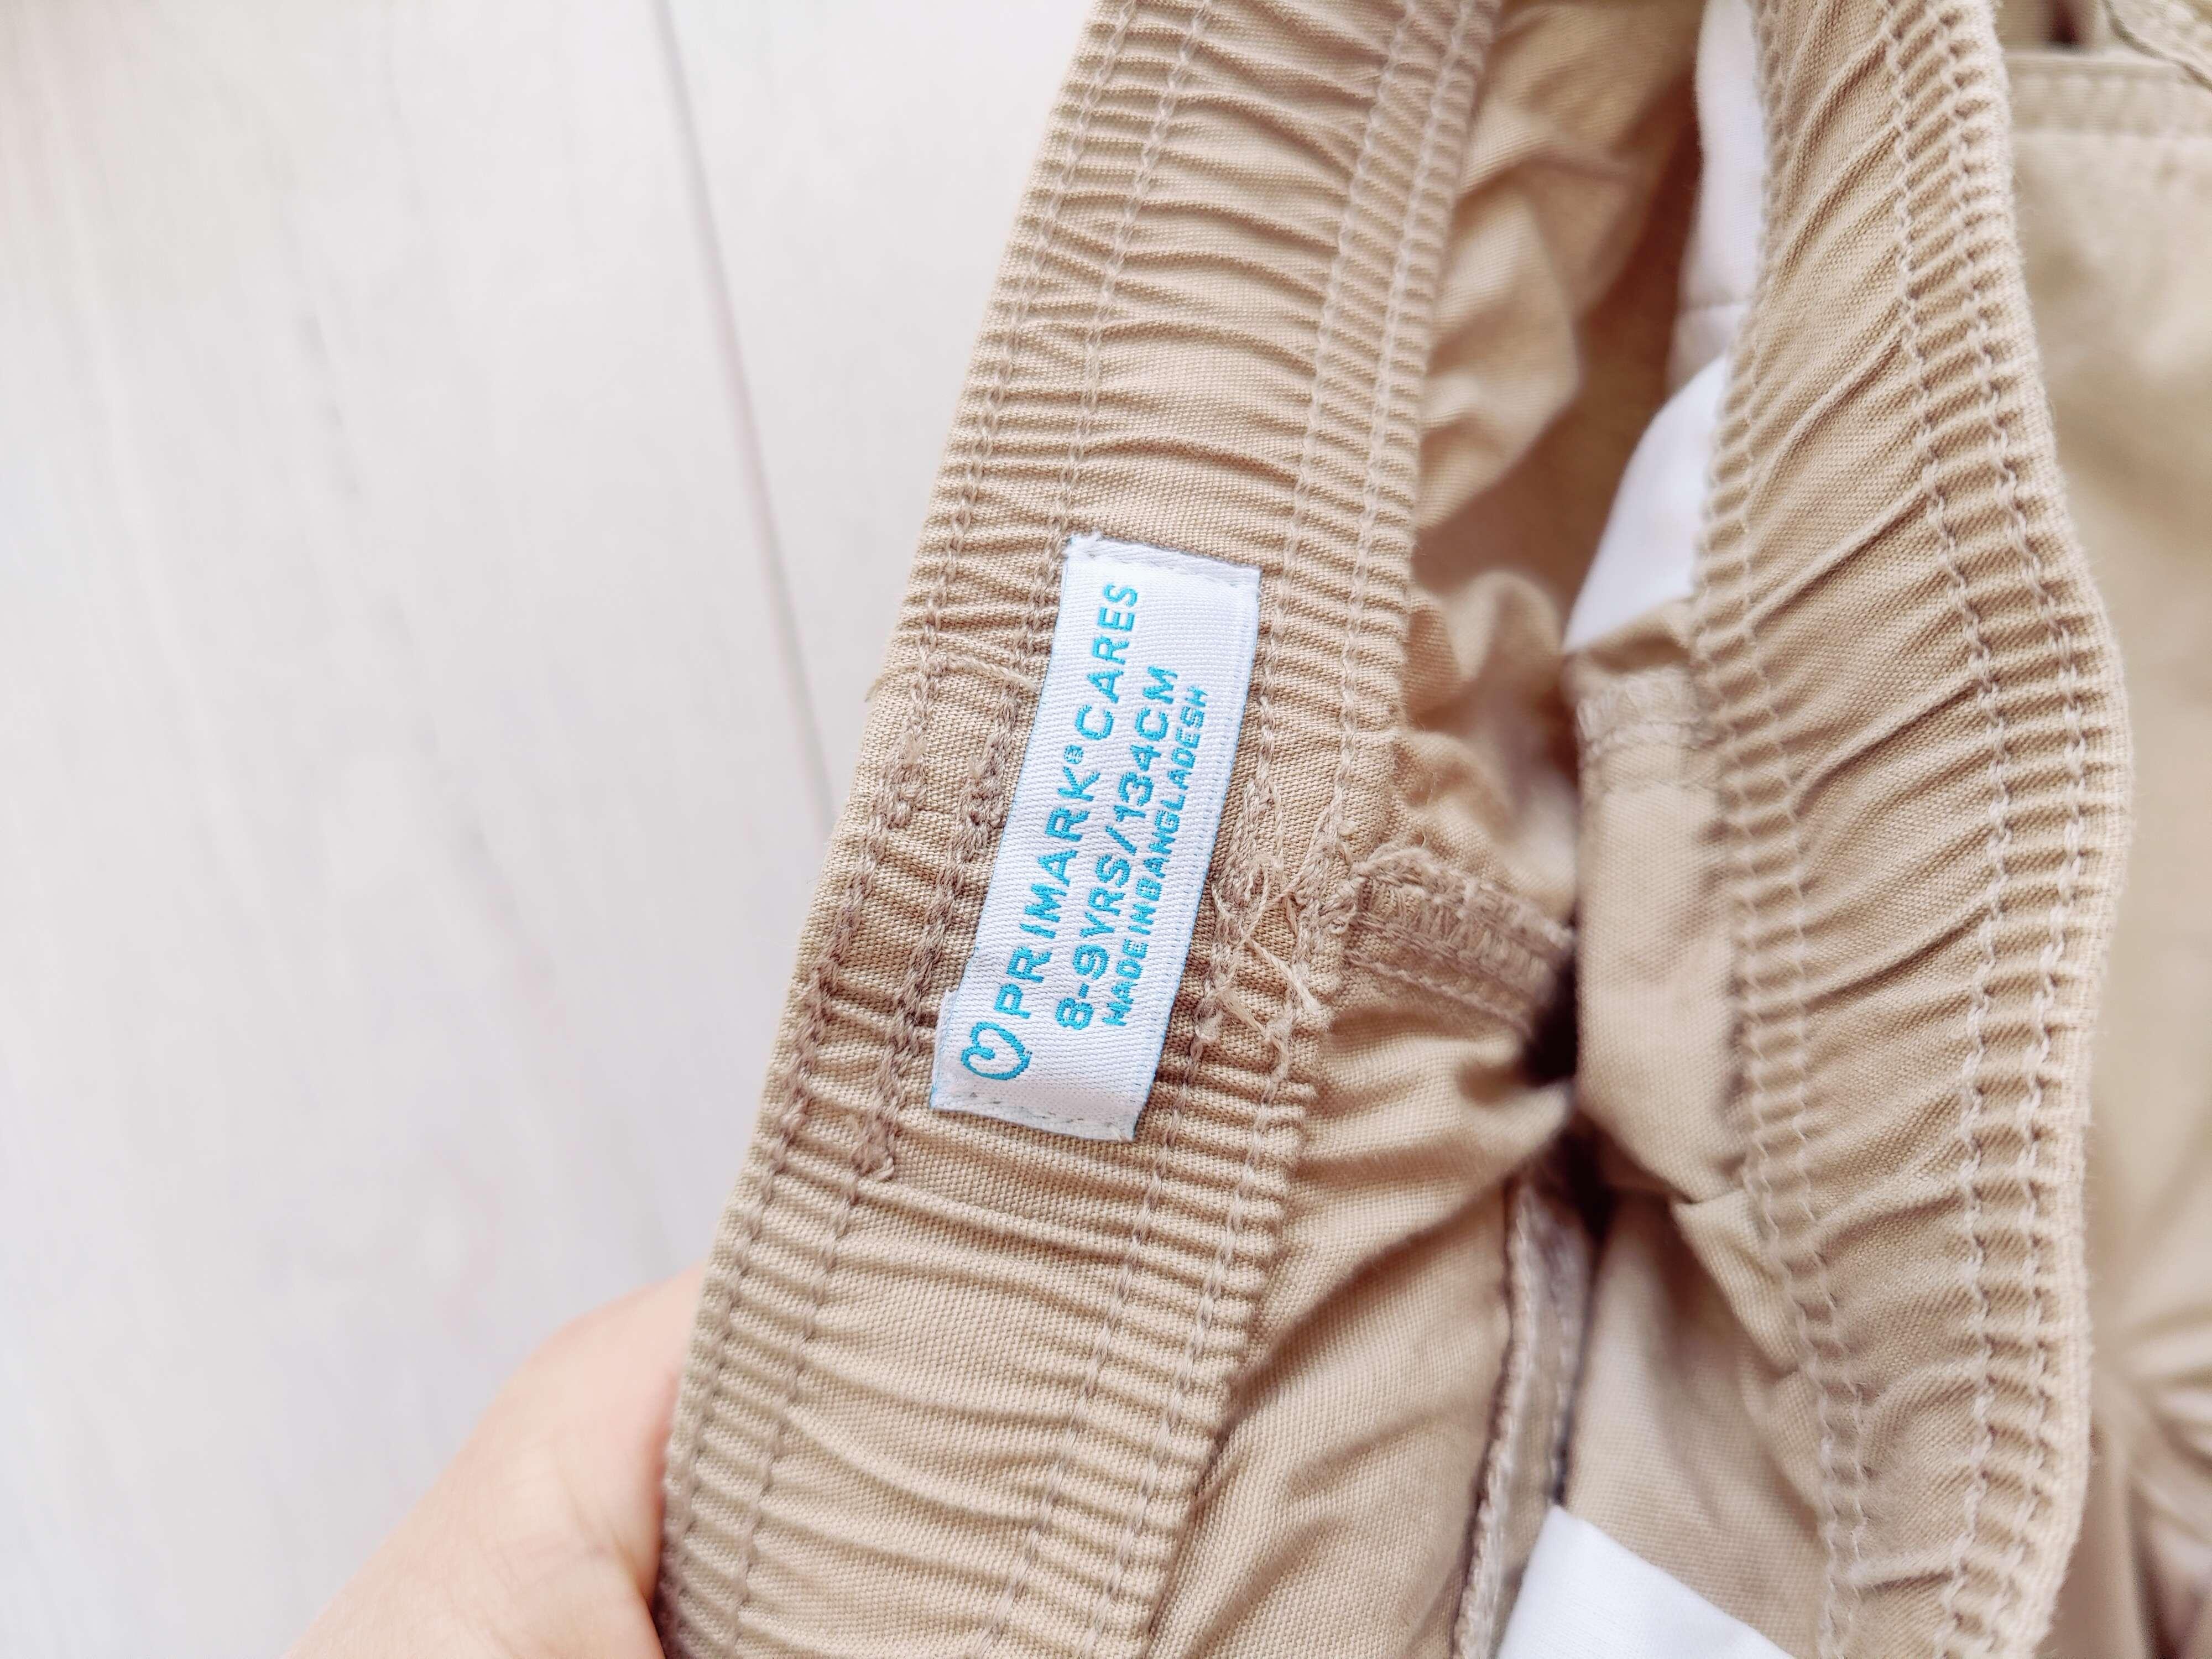 PRIMARK® CARES
8-9YRS/134CM
MADE IN BANGLADESH